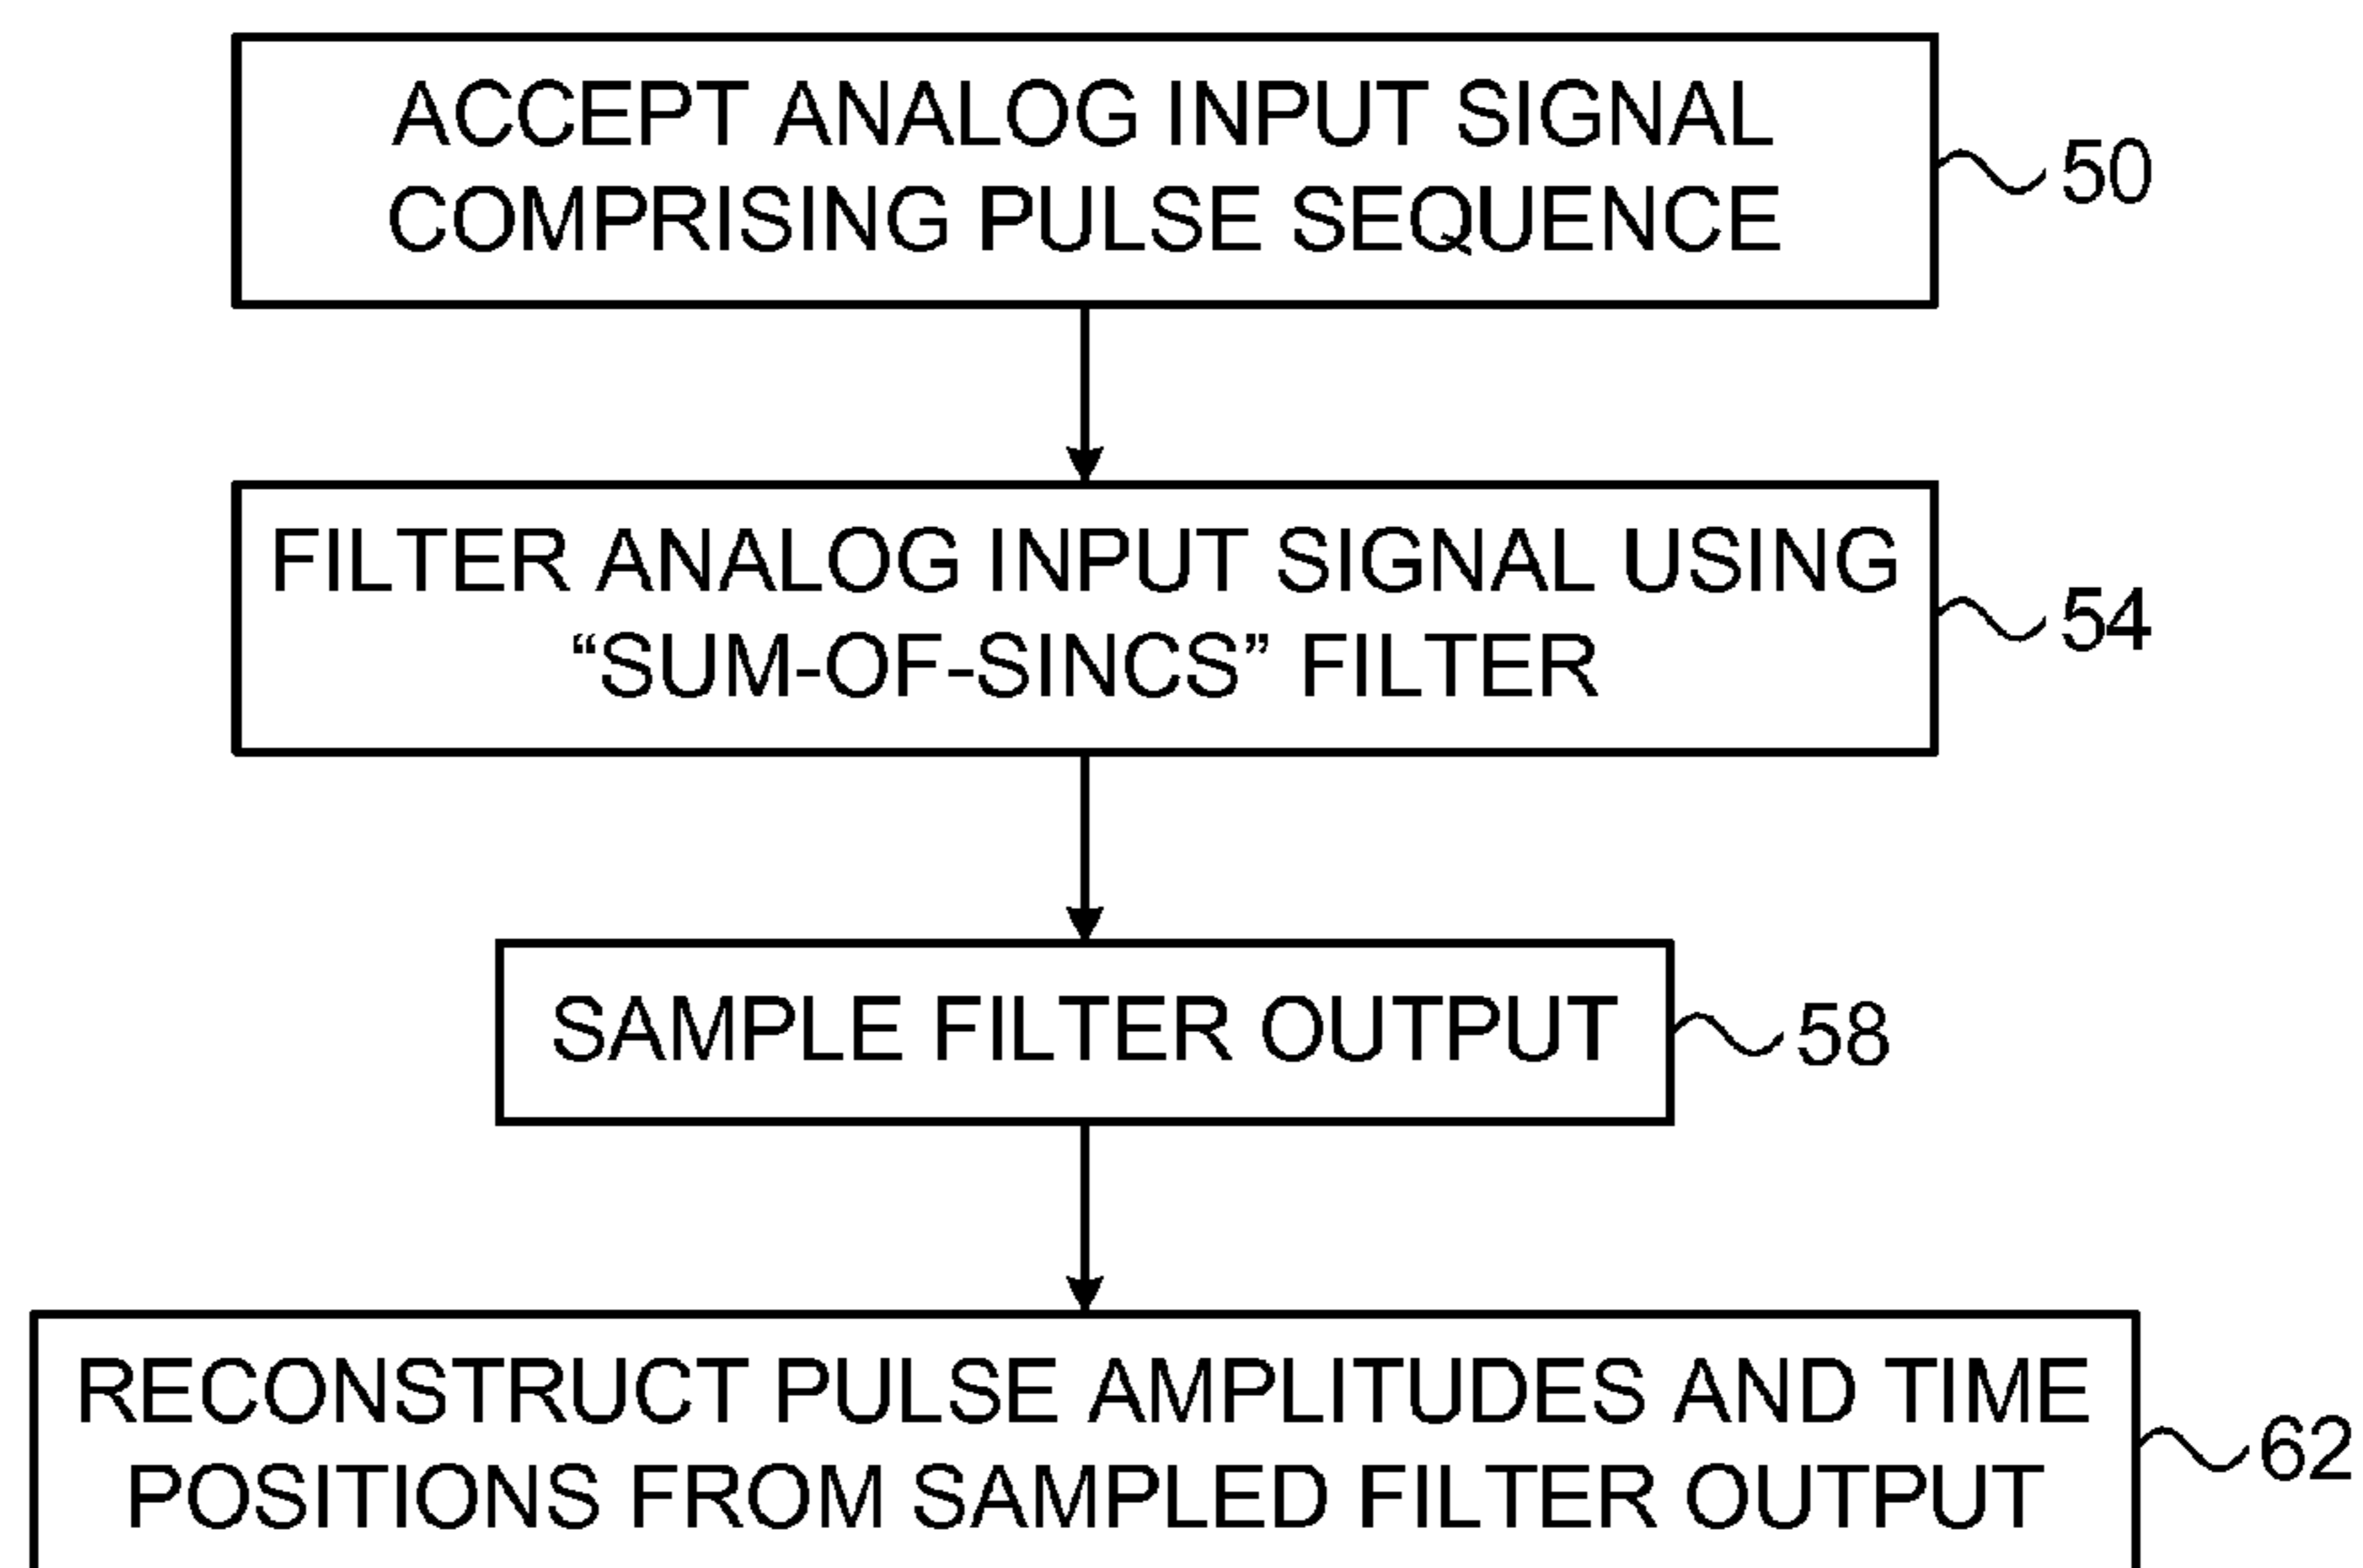 ACCEPT ANALOG INPUT SIGNAL
COMPRISING PULSE SEQUENCE
50
FILTER ANALOG INPUT SIGNAL USING
“SUM-OF-SINCS” FILTER
54
SAMPLE FILTER OUTPUT
58
RECONSTRUCT PULSE AMPLITUDES AND TIME
POSITIONS FROM SAMPLED FILTER OUTPUT
62